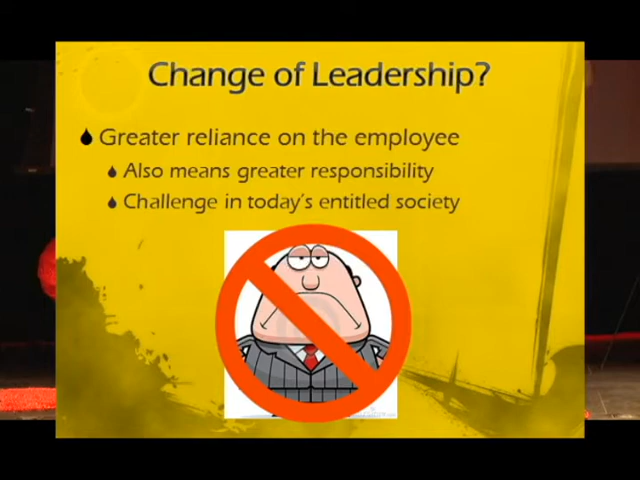 Change of Leadership?
Greater reliance on the employee
Also means greater responsibility
Challenge in today's entitled society